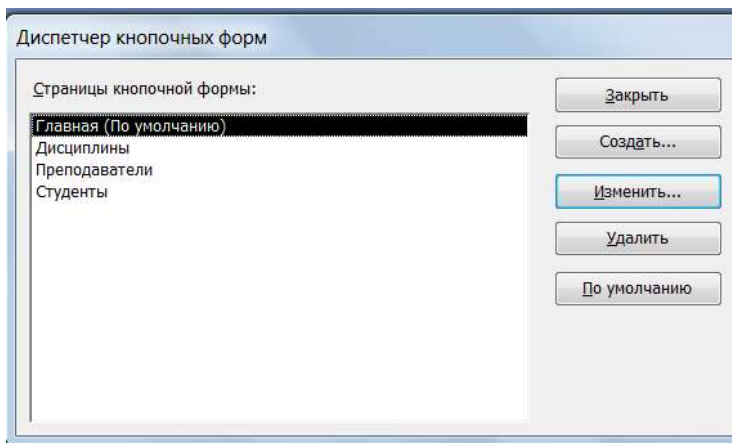 Диспетчер кнопочных форм
Страницы кнопочной формы:
Главная (По умолчанию)
Дисциплины
Преподаватели
Студенты
Закрыть
Создать...
Изменить...
Удалить
По умолчанию